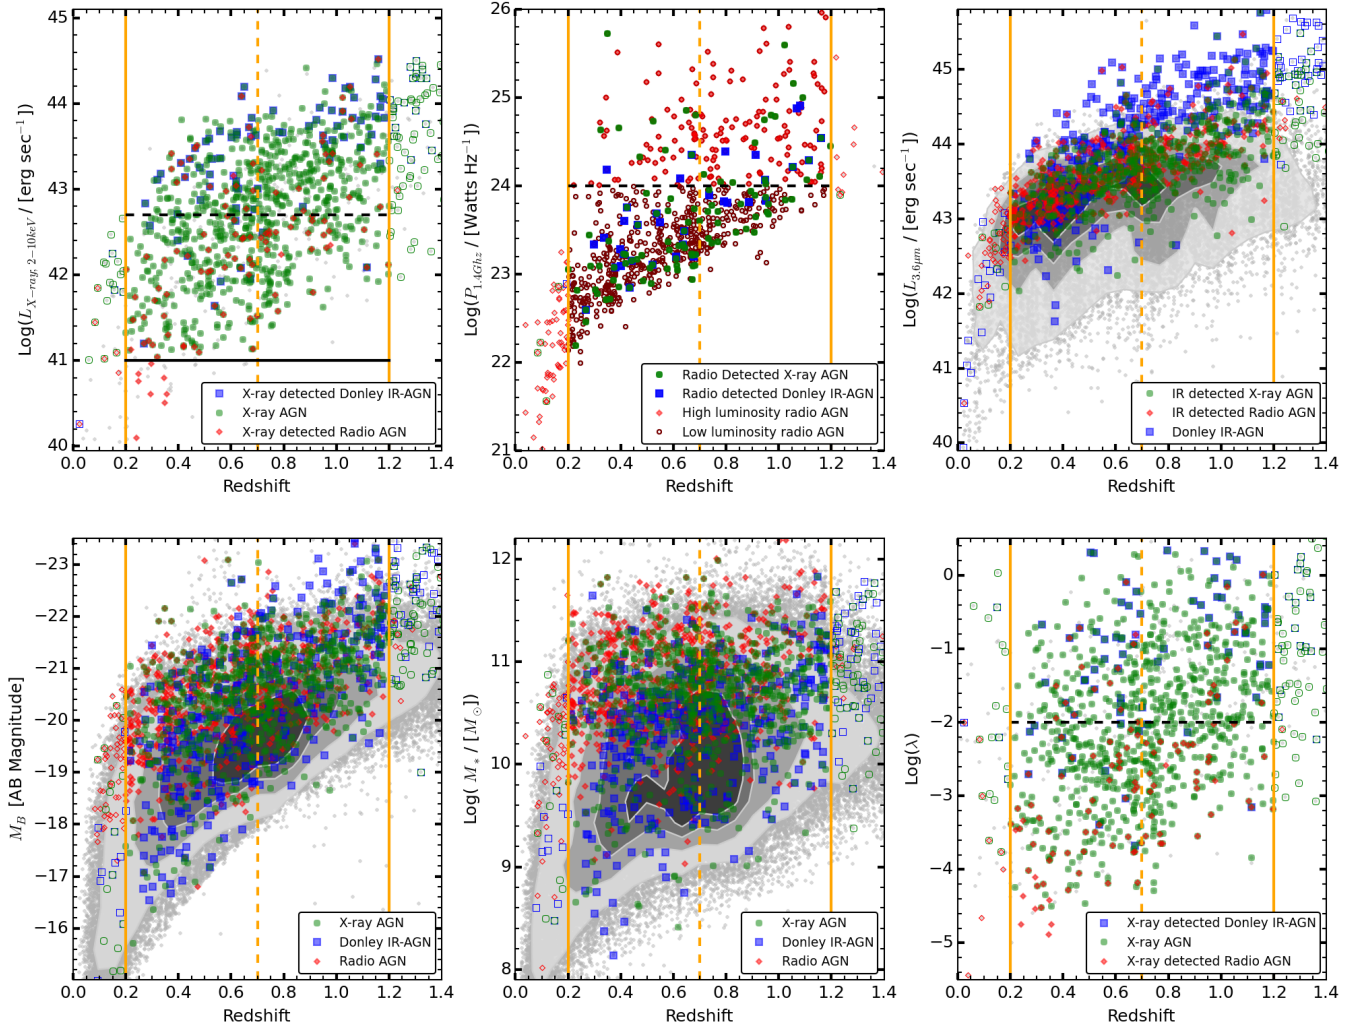 45
44
43
42
41
40
Log(L_{X-ray, 2-10keV} / [erg sec⁻¹ ])
X-ray detected Donley IR-AGN
X-ray AGN
X-ray detected Radio AGN
0.0 0.2 0.4 0.6 0.8 1.0 1.2 1.4
Redshift
26
25
24
23
22
21
Log(P_{1.4Ghz} / [Watts Hz⁻¹ ])
Radio Detected X-ray AGN
Radio detected Donley IR-AGN
High luminosity radio AGN
Low luminosity radio AGN
0.0 0.2 0.4 0.6 0.8 1.0 1.2 1.4
Redshift
45
44
43
42
41
40
Log(L_{3.6μm} / [erg sec⁻¹ ])
IR detected X-ray AGN
IR detected Radio AGN
Donley IR-AGN
0.0 0.2 0.4 0.6 0.8 1.0 1.2 1.4
Redshift
−23
−22
−21
−20
−19
−18
−17
−16
M_B [AB Magnitude]
X-ray AGN
Donley IR-AGN
Radio AGN
0.0 0.2 0.4 0.6 0.8 1.0 1.2 1.4
Redshift
12
11
10
9
8
Log( M_* / [M_⊙])
X-ray AGN
Donley IR-AGN
Radio AGN
0.0 0.2 0.4 0.6 0.8 1.0 1.2 1.4
Redshift
0
−1
−2
−3
−4
−5
Log(λ)
X-ray detected Donley IR-AGN
X-ray AGN
X-ray detected Radio AGN
0.0 0.2 0.4 0.6 0.8 1.0 1.2 1.4
Redshift